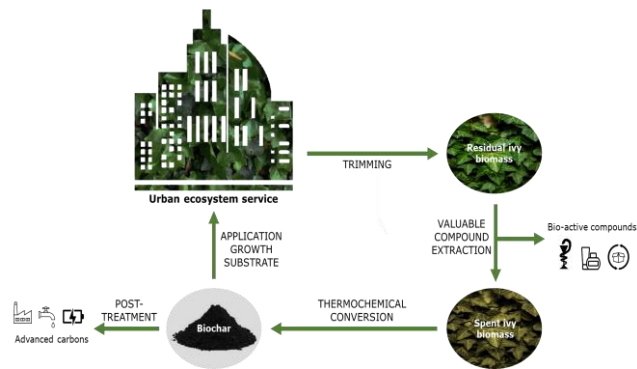 Urban ecosystem service
TRIMMING
Residual ivy
biomass
VALUABLE
COMPOUND
EXTRACTION
Bio-active compounds
APPLICATION
GROWTH
SUBSTRATE
POST-
TREATMENT
Advanced carbons
Biochar
THERMOCHEMICAL
CONVERSION
Spent ivy
biomass